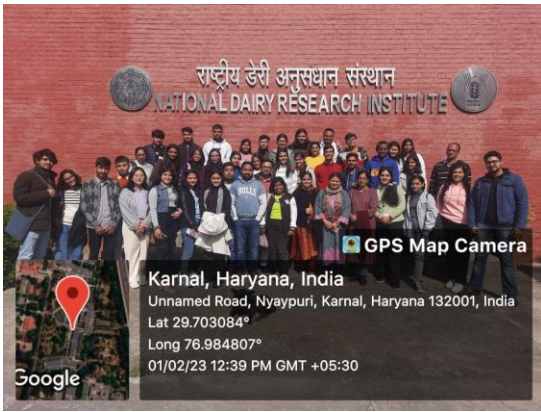 राष्ट्रीय डेरी अनुसंधान संस्थान
NATIONAL DAIRY RESEARCH INSTITUTE
BULLS
GPS Map Camera
Karnal, Haryana, India
Unnamed Road, Nyaypuri, Karnal, Haryana 132001, India
Lat 29.703084°
Long 76.984807°
01/02/23 12:39 PM GMT +05:30
Google